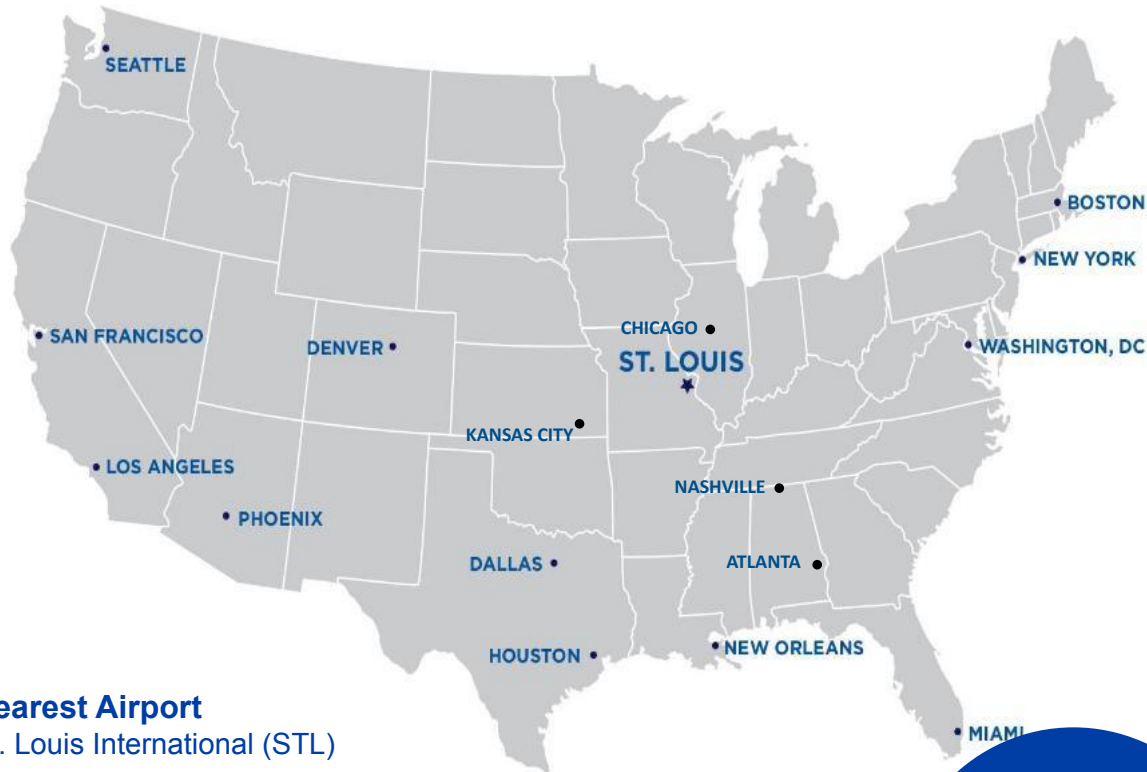 SEATTLE
BOSTON
NEW YORK
CHICAGO
SAN FRANCISCO
DENVER
WASHINGTON, DC
ST. LOUIS
KANSAS CITY
LOS ANGELES
NASHVILLE
PHOENIX
DALLAS
ATLANTA
NEW ORLEANS
HOUSTON
earest Airport
. Louis International (STL)
MIAMI